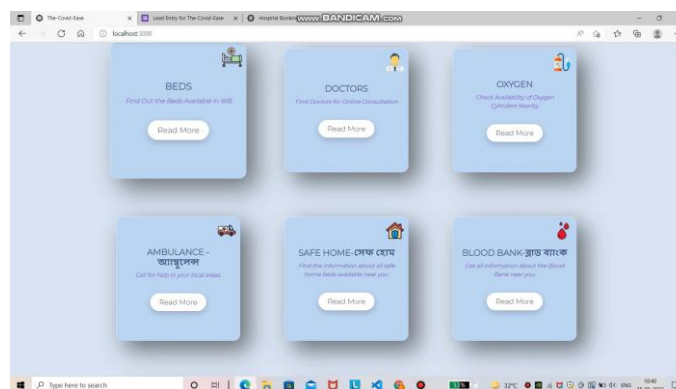 The-Covid-Ease
Lead Entry for The-Covid-Ease
Hospital Booking
www.BANDICAM.COM
localhost:3000
BEDS
Find Out the Beds Available in WB
Read More
DOCTORS
Find Doctors for Online Consultation
Read More
OXYGEN
Check Availability of Oxygen
Cylinders Nearby
Read More
AMBULANCE -
অ্যাম্বুলেন্স
Call for help in your local areas
Read More
SAFE HOME-সেফ হোম
Find the information about all safe
home beds available near you
Read More
BLOOD BANK-ব্লাড ব্যাংক
Get all information about the Blood
Bank near you
Read More
Type here to search
32°C
ENG
10:40